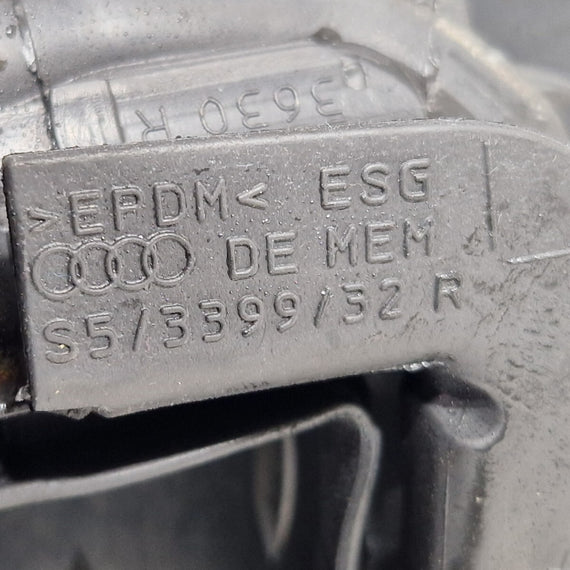 3630 R
>EPDM< ESG
DE MEM
S5/3399/32 R